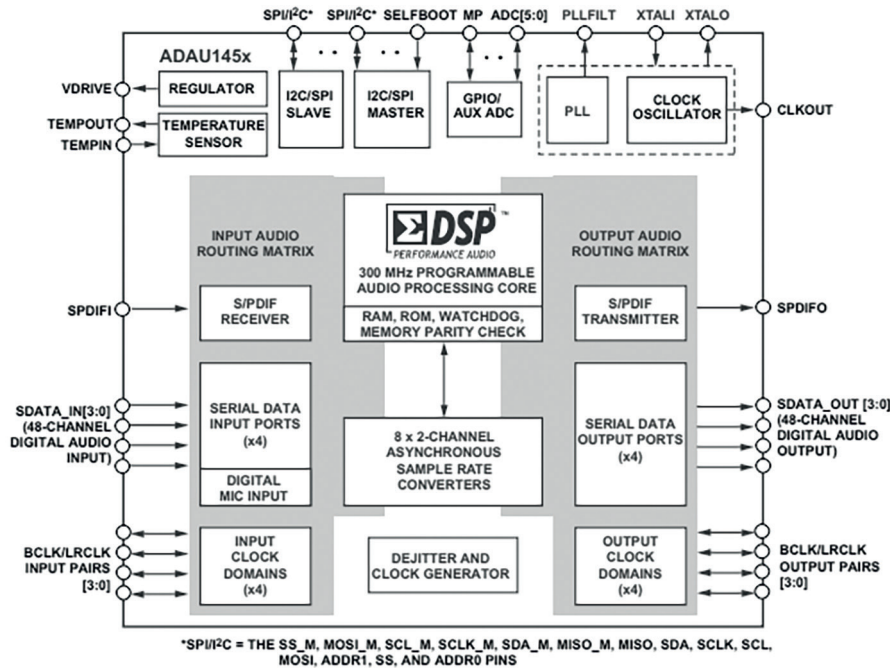 SPI/I²C* SPI/I²C* SELFBOOT MP ADC[5:0] PLLFILT XTALI XTALO
ADAU145x
VDRIVE
REGULATOR
TEMPOUT
TEMPIN
TEMPERATURE
SENSOR
I2C/SPI
SLAVE
I2C/SPI
MASTER
GPIO/
AUX ADC
PLL
CLOCK
OSCILLATOR
CLKOUT
INPUT AUDIO
ROUTING MATRIX
ΣDSP™
PERFORMANCE AUDIO
300 MHz PROGRAMMABLE
AUDIO PROCESSING CORE
RAM, ROM, WATCHDOG,
MEMORY PARITY CHECK
OUTPUT AUDIO
ROUTING MATRIX
SPDIFI
S/PDIF
RECEIVER
S/PDIF
TRANSMITTER
SPDIFO
SDATA_IN[3:0]
(48-CHANNEL
DIGITAL AUDIO
INPUT)
SERIAL DATA
INPUT PORTS
(x4)
DIGITAL
MIC INPUT
8 x 2-CHANNEL
ASYNCHRONOUS
SAMPLE RATE
CONVERTERS
SERIAL DATA
OUTPUT PORTS
(x4)
SDATA_OUT [3:0]
(48-CHANNEL
DIGITAL AUDIO
OUTPUT)
BCLK/LRCLK
INPUT PAIRS
[3:0]
INPUT
CLOCK
DOMAINS
(x4)
DEJITTER AND
CLOCK GENERATOR
OUTPUT
CLOCK
DOMAINS
(x4)
BCLK/LRCLK
OUTPUT PAIRS
[3:0]
*SPI/I²C = THE SS_M, MOSI_M, SCL_M, SCLK_M, SDA_M, MISO_M, MISO, SDA, SCLK, SCL,
MOSI, ADDR1, SS, AND ADDR0 PINS